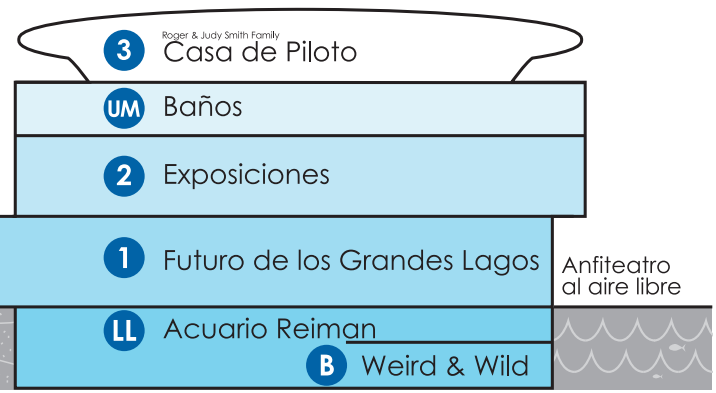 Roger & Judy Smith Family
3 Casa de Piloto
UM Baños
2 Exposiciones
1 Futuro de los Grandes Lagos
Anfiteatro
al aire libre
LL Acuario Reiman
B Weird & Wild